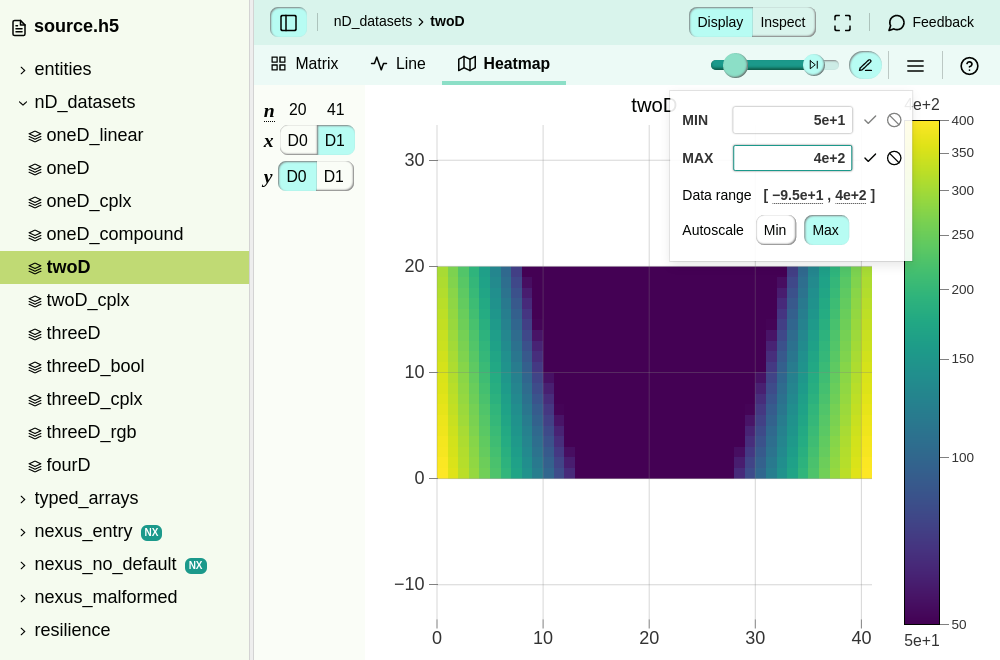 source.h5
entities
nD_datasets
oneD_linear
oneD
oneD_cplx
oneD_compound
twoD
twoD_cplx
threeD
threeD_bool
threeD_cplx
threeD_rgb
fourD
typed_arrays
nexus_entry NX
nexus_no_default NX
nexus_malformed
resilience
nD_datasets › twoD
Display Inspect
Feedback
Matrix Line Heatmap
n 20 41
x D0 D1
y D0 D1
twoD
MIN 5e+1
MAX 4e+2
Data range [ −9.5e+1 , 4e+2 ]
Autoscale Min Max
30
20
10
0
−10
0 10 20 30 40
4e+2
400
350
300
250
200
150
100
50
5e+1